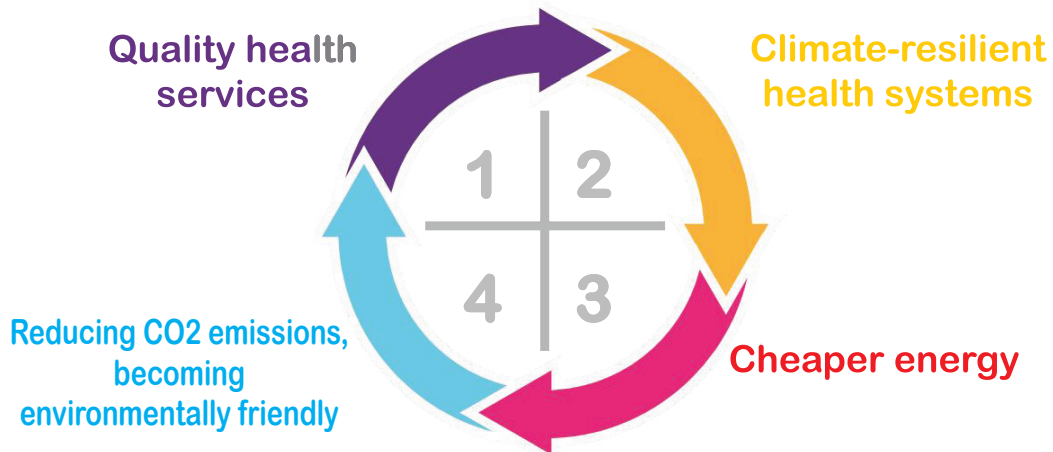 Quality health
services
Climate-resilient
health systems
1
2
4
3
Cheaper energy
Reducing CO2 emissions,
becoming
environmentally friendly